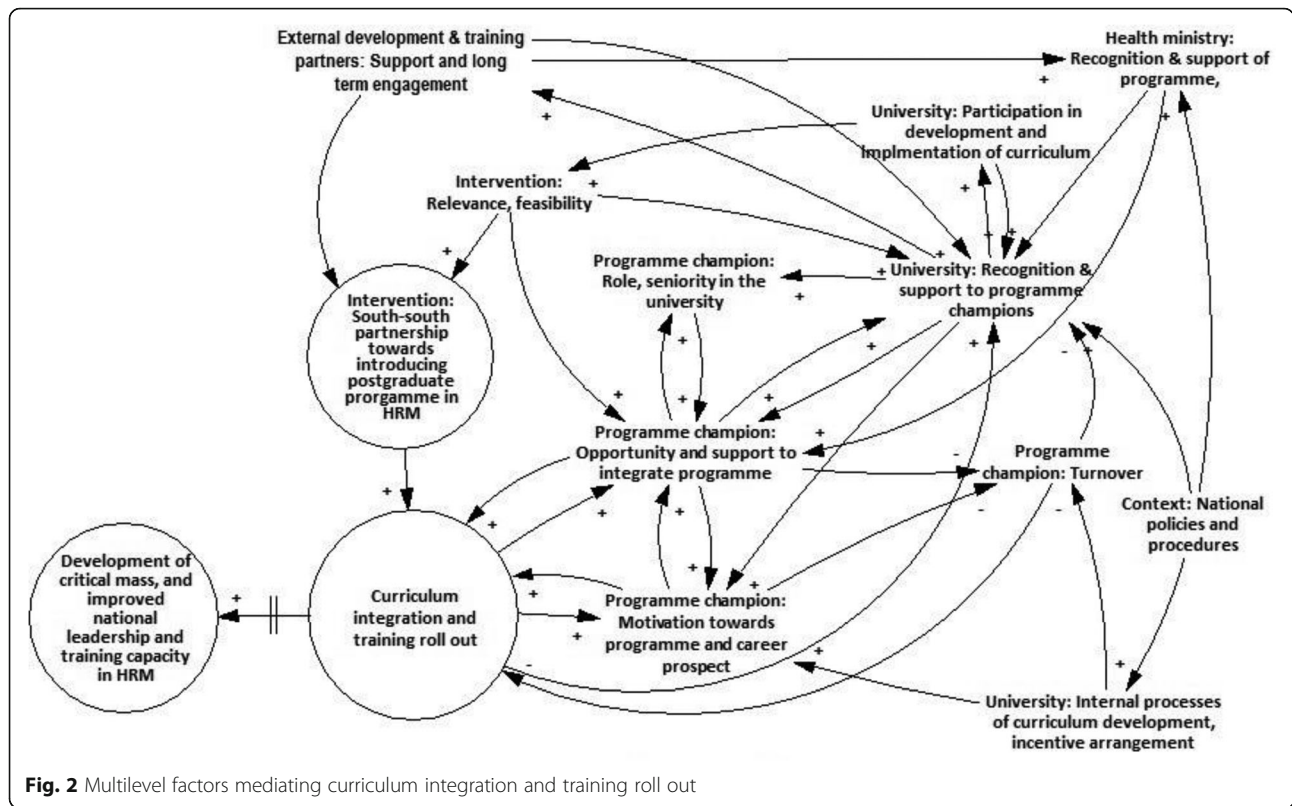 External development & training
partners: Support and long
term engagement
Health ministry:
Recognition & support of
programme,
University: Participation in
development and
Implmentation of curriculum
Intervention:
Relevance, feasibility
Programme champion:
Role, seniority in the
university
University: Recognition &
support to programme
champions
Intervention:
South-south
partnership
towards
introducing
postgraduate
prorgamme in
HRM
Programme champion:
Opportunity and support to
integrate programme
Programme
champion: Turnover
Context: National
policies and
procedures
Development of
critical mass, and
improved
national
leadership and
training capacity
in HRM
Curriculum
integration and
training roll out
Programme champion:
Motivation towards
programme and career
prospect
University: Internal processes
of curriculum development,
incentive arrangement
Fig. 2 Multilevel factors mediating curriculum integration and training roll out